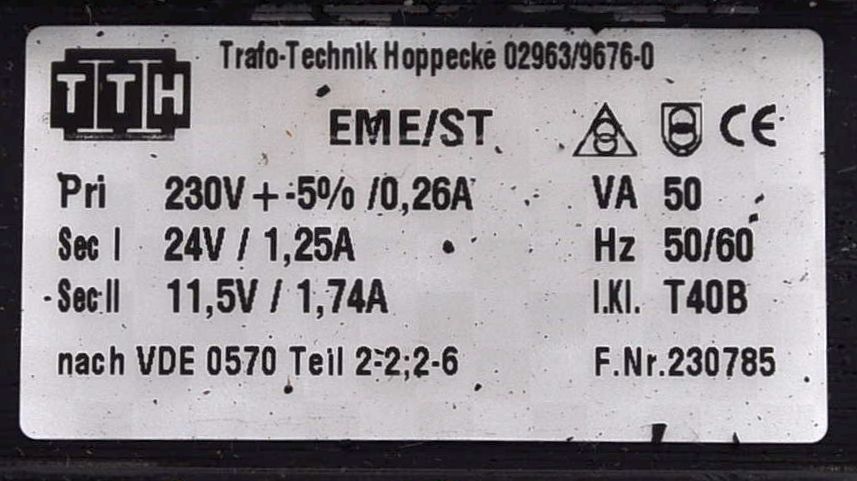 TTH
Trafo-Technik Hoppecke 02963/9676-0
EME/ST
CE
Pri 230V + -5% /0,26A VA 50
Sec I 24V / 1,25A Hz 50/60
Sec II 11,5V / 1,74A I.Kl. T40B
nach VDE 0570 Teil 2-2;2-6 F.Nr.230785